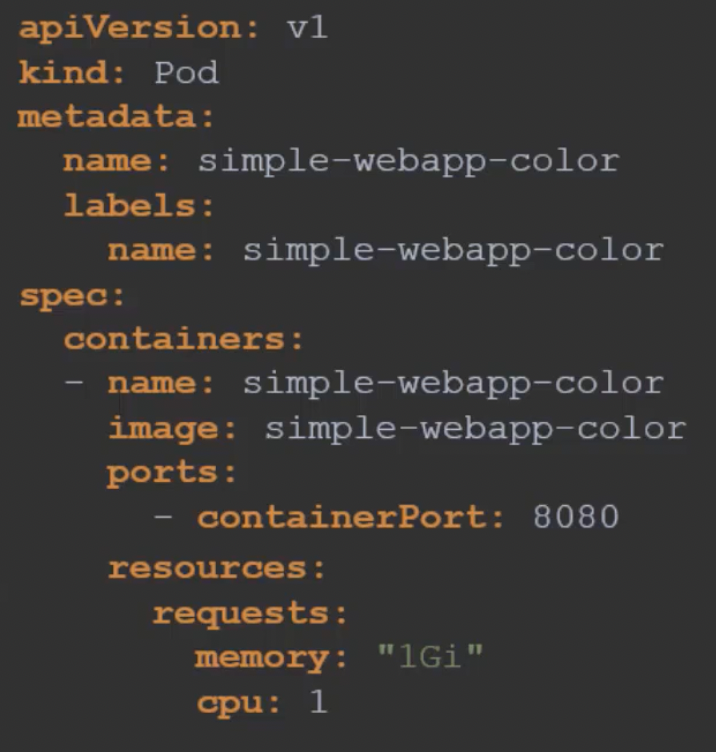 apiVersion: v1
kind: Pod
metadata:
  name: simple-webapp-color
  labels:
    name: simple-webapp-color
spec:
  containers:
  - name: simple-webapp-color
    image: simple-webapp-color
    ports:
      - containerPort: 8080
    resources:
      requests:
        memory: "1Gi"
        cpu: 1